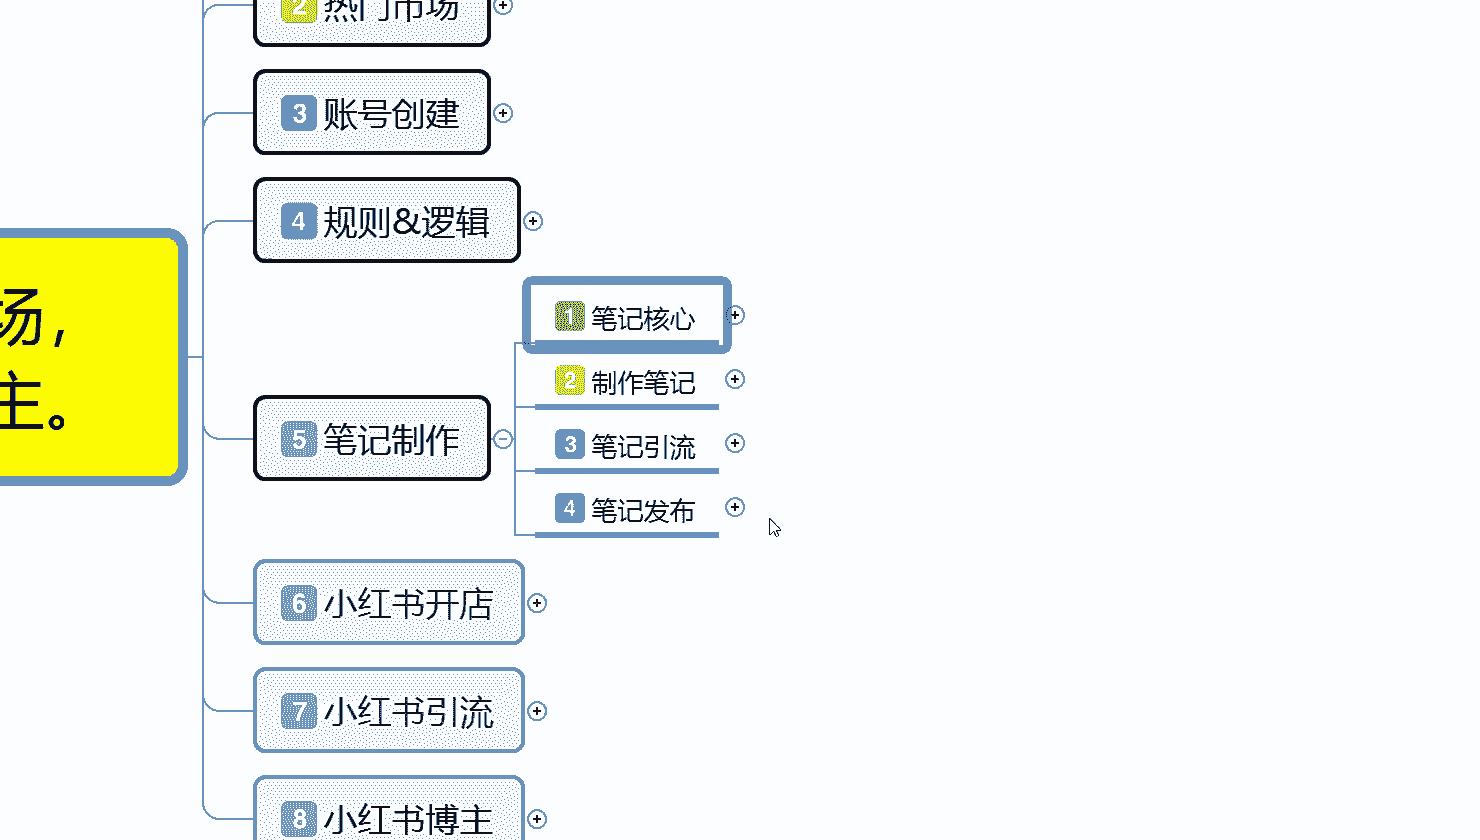 2 热门市场
3 账号创建
4 规则&逻辑
场，
主。
5 笔记制作
1 笔记核心
2 制作笔记
3 笔记引流
4 笔记发布
6 小红书开店
7 小红书引流
8 小红书博主